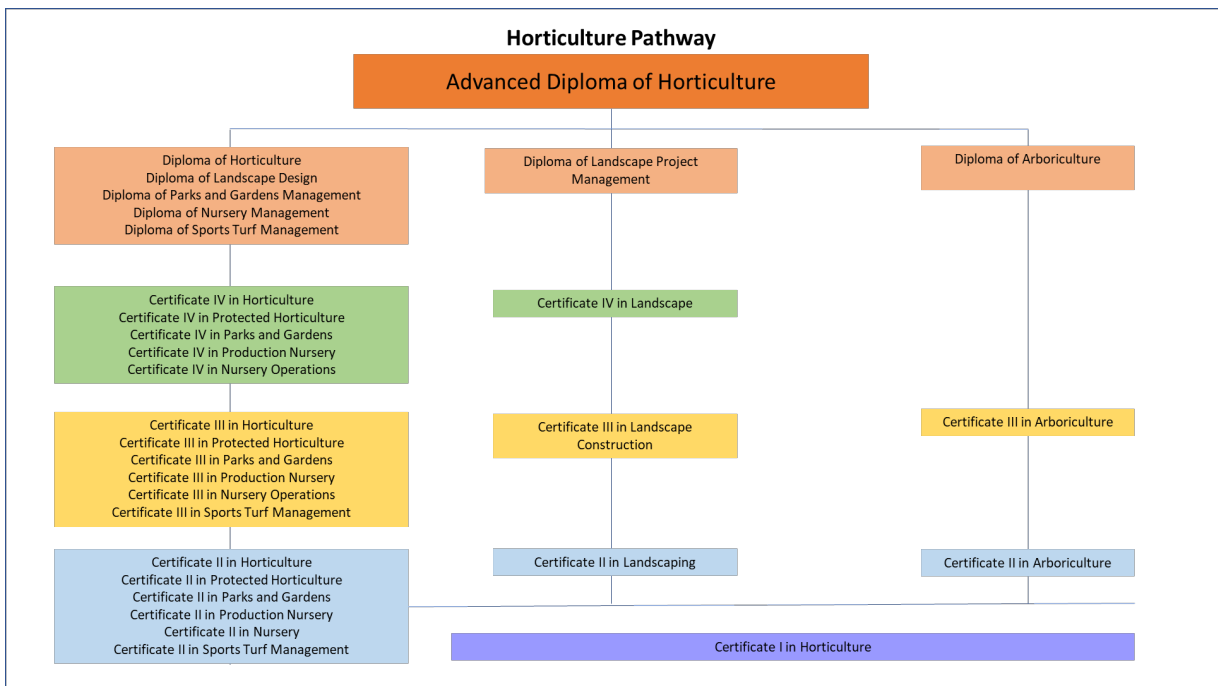 Horticulture Pathway
Advanced Diploma of Horticulture
Diploma of Horticulture
Diploma of Landscape Design
Diploma of Parks and Gardens Management
Diploma of Nursery Management
Diploma of Sports Turf Management
Diploma of Landscape Project
Management
Diploma of Arboriculture
Certificate IV in Horticulture
Certificate IV in Protected Horticulture
Certificate IV in Parks and Gardens
Certificate IV in Production Nursery
Certificate IV in Nursery Operations
Certificate IV in Landscape
Certificate III in Horticulture
Certificate III in Protected Horticulture
Certificate III in Parks and Gardens
Certificate III in Production Nursery
Certificate III in Nursery Operations
Certificate III in Sports Turf Management
Certificate III in Landscape
Construction
Certificate III in Arboriculture
Certificate II in Horticulture
Certificate II in Protected Horticulture
Certificate II in Parks and Gardens
Certificate II in Production Nursery
Certificate II in Nursery
Certificate II in Sports Turf Management
Certificate II in Landscaping
Certificate II in Arboriculture
Certificate I in Horticulture